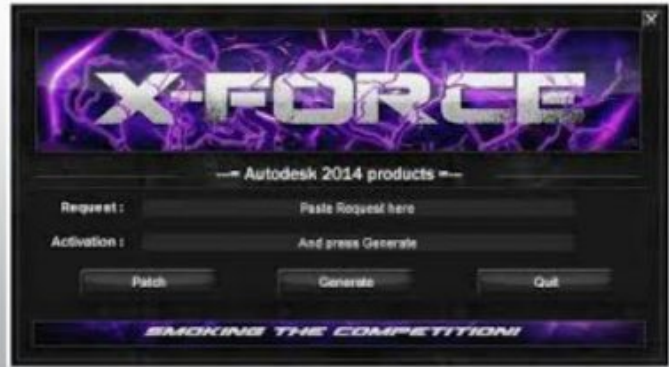 X-FORCE
---= Autodesk 2014 products =---
Request : Paste Request here
Activation : And press Generate
Patch Generate Quit
SMOKING THE COMPETITION!